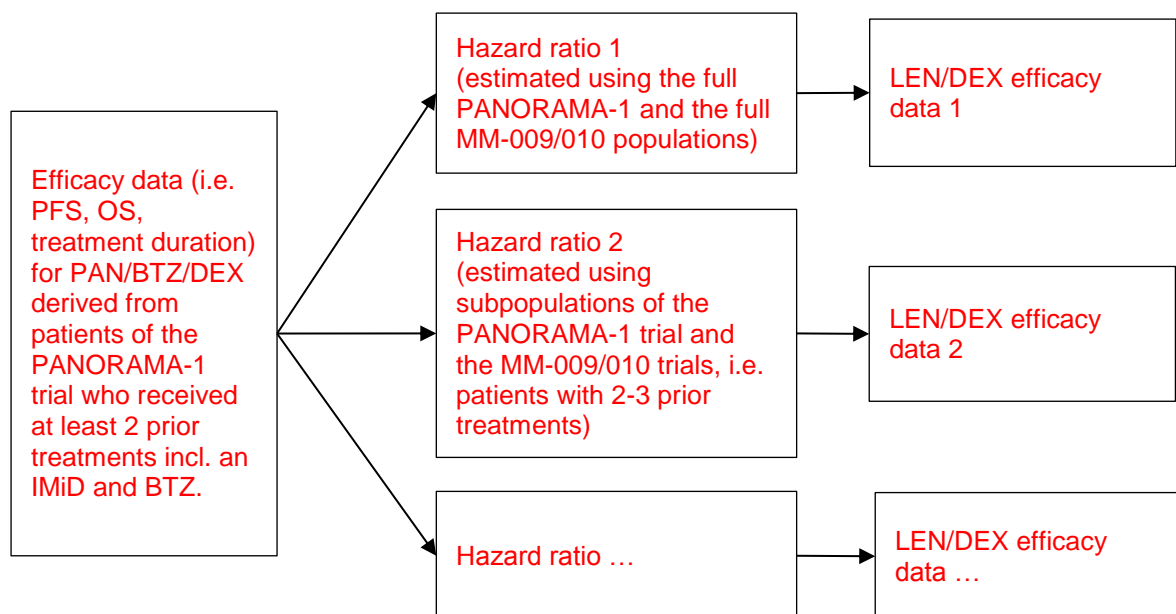 Efficacy data (i.e.
PFS, OS,
treatment duration)
for PAN/BTZ/DEX
derived from
patients of the
PANORAMA-1
trial who received
at least 2 prior
treatments incl. an
IMiD and BTZ.
Hazard ratio 1
(estimated using the full
PANORAMA-1 and the full
MM-009/010 populations)
LEN/DEX efficacy
data 1
Hazard ratio 2
(estimated using
subpopulations of the
PANORAMA-1 trial and
the MM-009/010 trials, i.e.
patients with 2-3 prior
treatments)
LEN/DEX efficacy
data 2
Hazard ratio …
LEN/DEX efficacy
data …